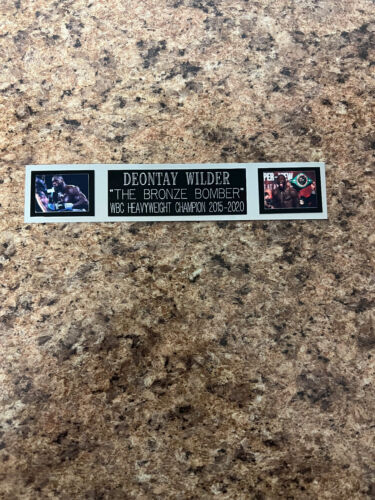 DEONTAY WILDER
"THE BRONZE BOMBER"
WBC HEAVYWEIGHT CHAMPION 2015-2020